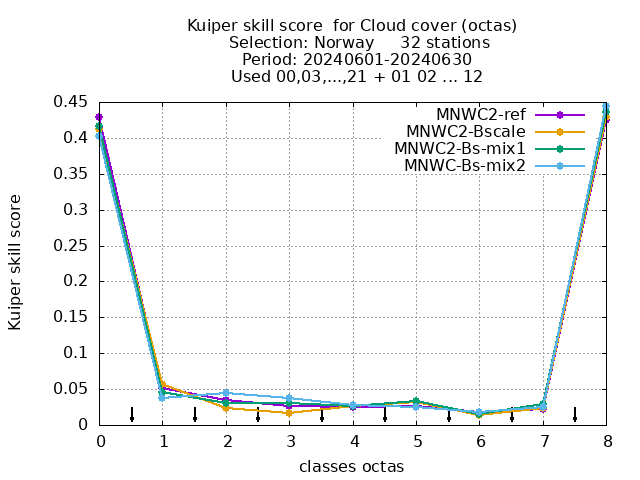 Kuiper skill score  for Cloud cover (octas)
Selection: Norway     32 stations
Period: 20240601-20240630
Used 00,03,...,21 + 01 02 ... 12
MNWC2-ref
MNWC2-Bscale
MNWC2-Bs-mix1
MNWC-Bs-mix2
0.45
0.4
0.35
0.3
0.25
0.2
0.15
0.1
0.05
0
Kuiper skill score
0 1 2 3 4 5 6 7 8
classes octas